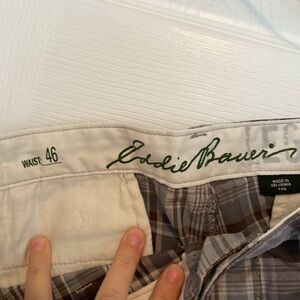 WAIST 46
Eddie Bauer
MADE IN
SRI LANKA